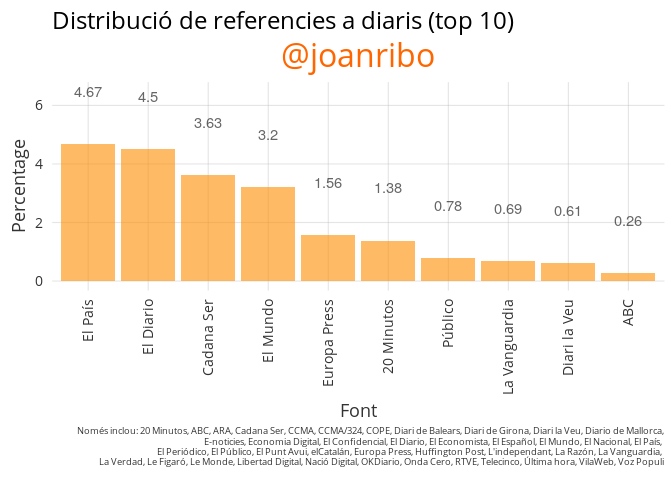 Distribució de referencies a diaris (top 10)
@joanribo
Percentage
6
4
2
0
4.67
4.5
3.63
3.2
1.56
1.38
0.78
0.69
0.61
0.26
El País
El Diario
Cadana Ser
El Mundo
Europa Press
20 Minutos
Público
La Vanguardia
Diari la Veu
ABC
Font
Només inclou: 20 Minutos, ABC, ARA, Cadana Ser, CCMA, CCMA/324, COPE, Diari de Balears, Diari de Girona, Diari la Veu, Diario de Mallorca,
E-noticies, Economia Digital, El Confidencial, El Diario, El Economista, El Español, El Mundo, El Nacional, El País,
El Periódico, El Público, El Punt Avui, elCatalán, Europa Press, Huffington Post, L'independant, La Razón, La Vanguardia,
La Verdad, Le Figaró, Le Monde, Libertad Digital, Nació Digital, OKDiario, Onda Cero, RTVE, Telecinco, Última hora, VilaWeb, Voz Populi